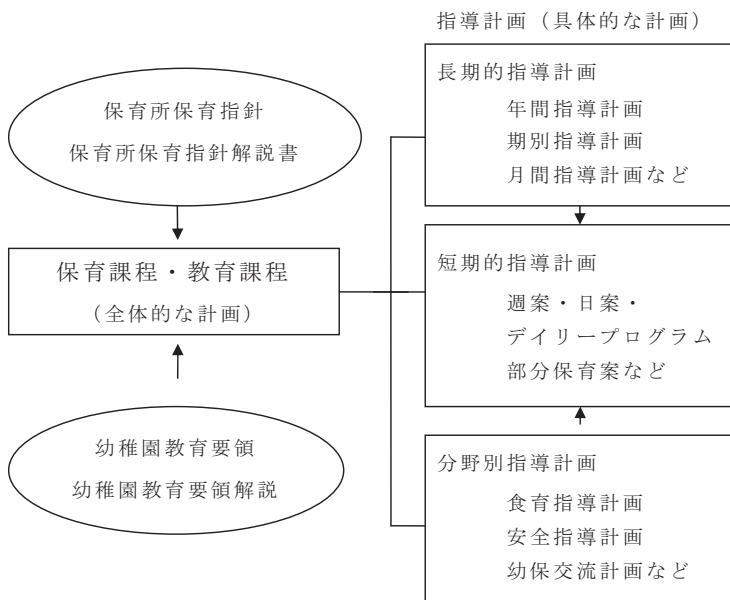 保育所保育指針
保育所保育指針解説書
保育課程・教育課程
（全体的な計画）
幼稚園教育要領
幼稚園教育要領解説
指導計画（具体的な計画）
長期的指導計画
年間指導計画
期別指導計画
月間指導計画など
短期的指導計画
週案・日案・
デイリープログラム
部分保育案など
分野別指導計画
食育指導計画
安全指導計画
幼保交流計画など